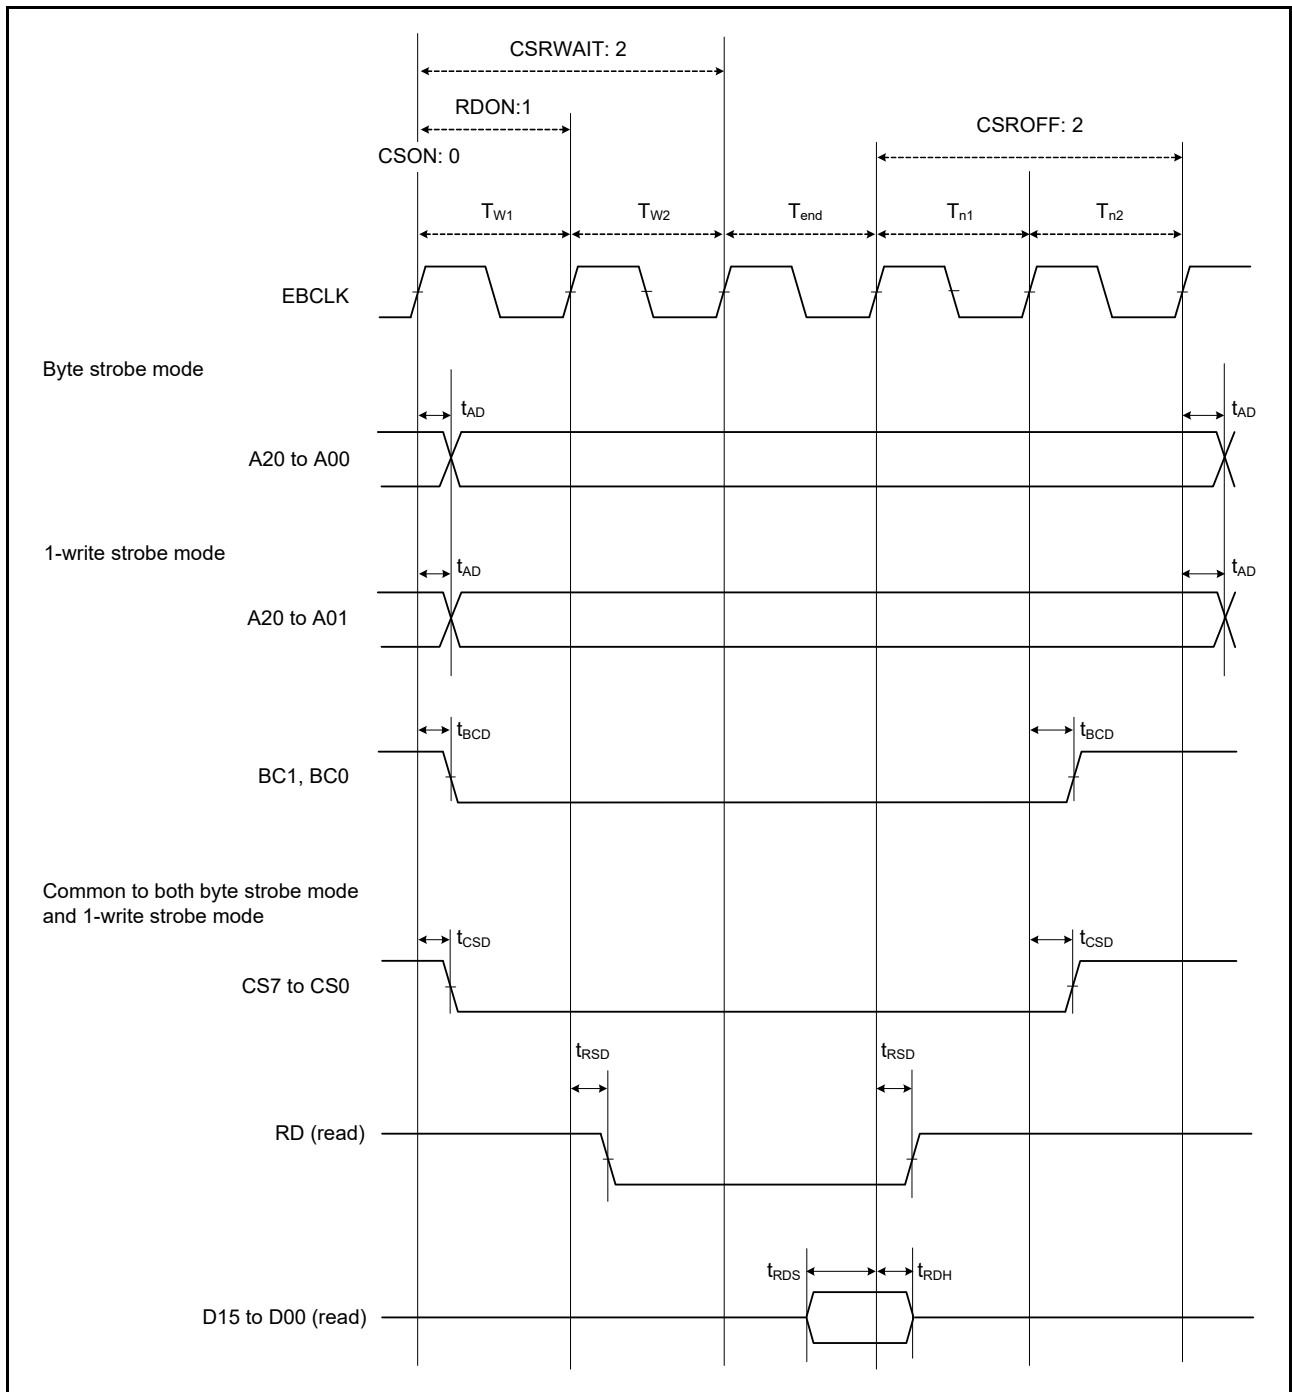 CSRWAIT: 2
RDON:1
CSROFF: 2
CSON: 0
TW1 TW2 Tend Tn1 Tn2
EBCLK
Byte strobe mode
tAD tAD
A20 to A00
1-write strobe mode
tAD tAD
A20 to A01
tBCD tBCD
BC1, BC0
Common to both byte strobe mode
and 1-write strobe mode
tCSD tCSD
CS7 to CS0
tRSD tRSD
RD (read)
tRDS tRDH
D15 to D00 (read)